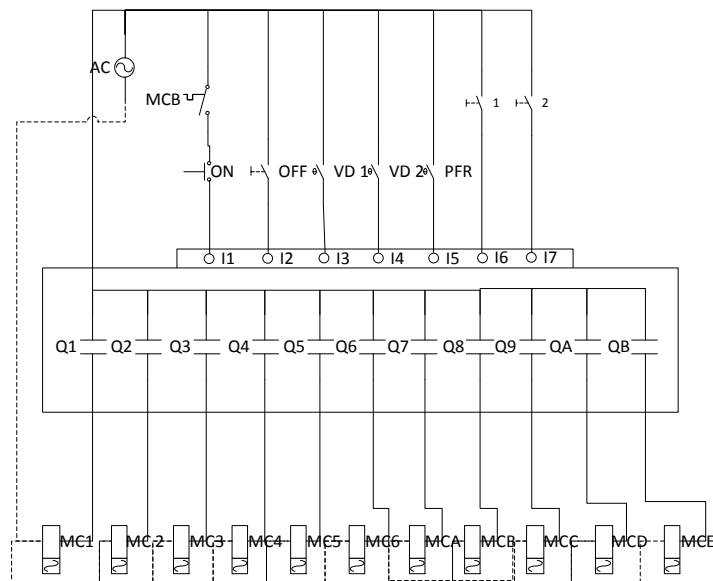 AC
MCB
1
2
ON
OFF
VD 1
VD 2
PFR
I1
I2
I3
I4
I5
I6
I7
Q1
Q2
Q3
Q4
Q5
Q6
Q7
Q8
Q9
QA
QB
MC1
MC2
MC3
MC4
MC5
MC6
MCA
MCB
MCC
MCD
MCE